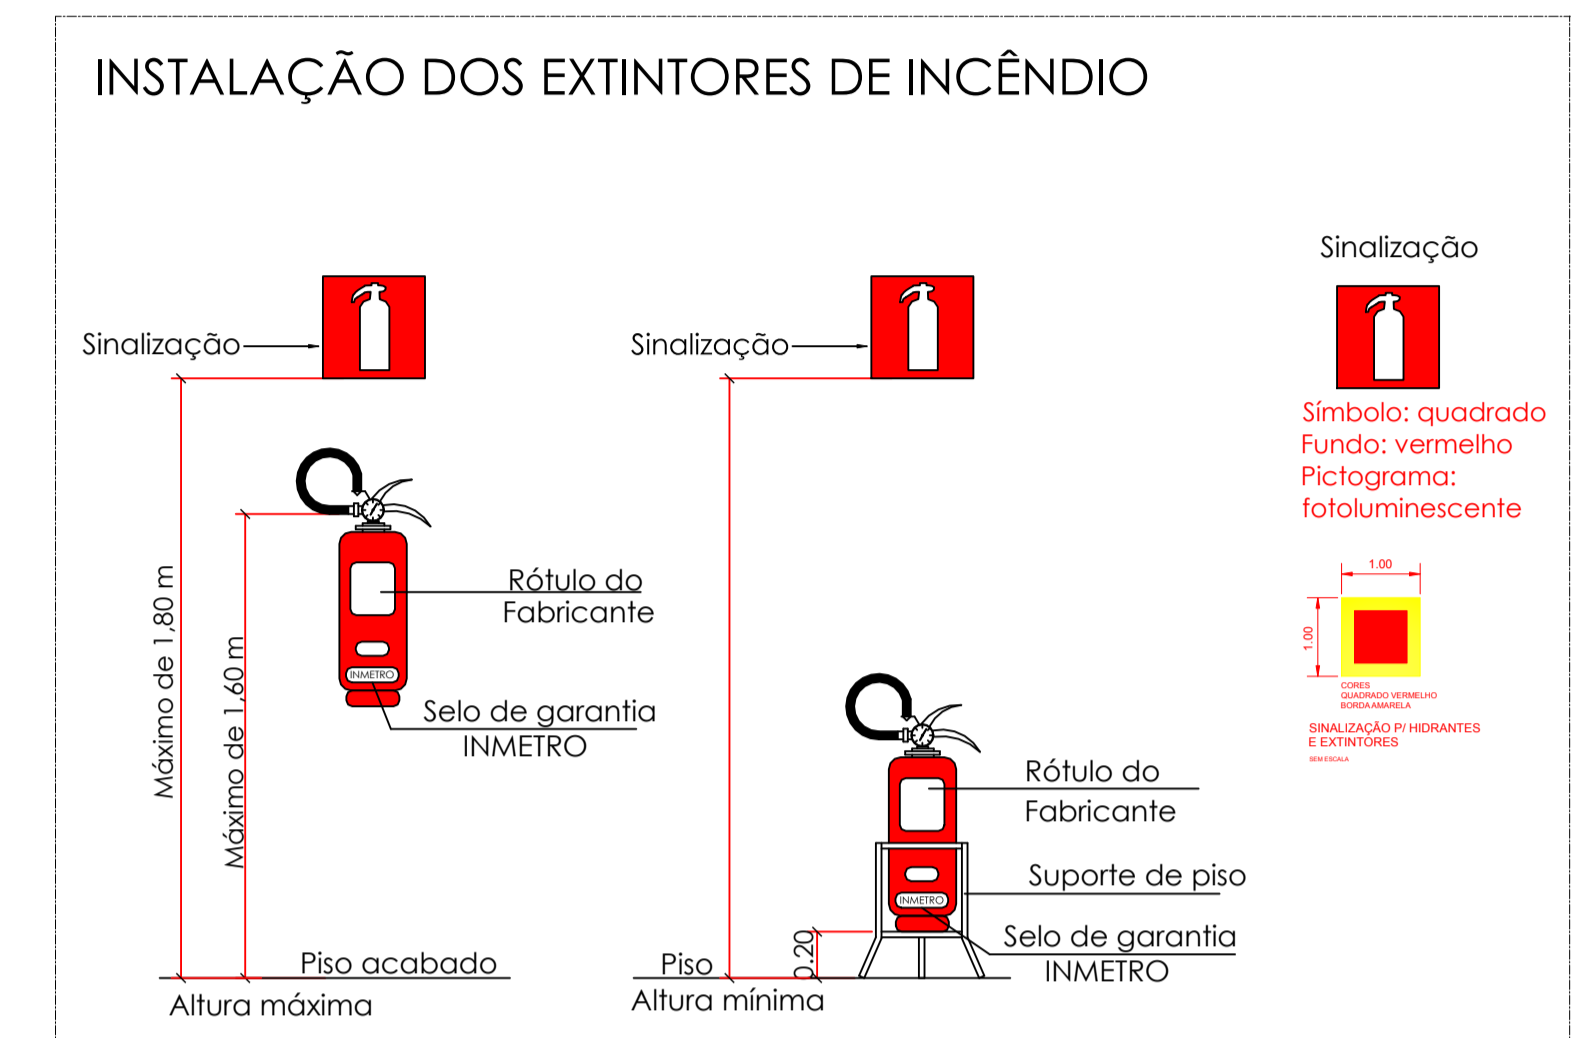 INSTALAÇÃO DOS EXTINTORES DE INCÊNDIO
Sinalização
Máximo de 1,80 m
Máximo de 1,60 m
Rótulo do
Fabricante
INMETRO
Selo de garantia
INMETRO
Piso acabado
Altura máxima
Sinalização
Rótulo do
Fabricante
Suporte de piso
INMETRO
Selo de garantia
INMETRO
0.20
Piso
Altura mínima
Sinalização
Símbolo: quadrado
Fundo: vermelho
Pictograma:
fotoluminescente
1.00
1.00
CORES
QUADRADO VERMELHO
BORDA AMARELA
SINALIZAÇÃO P/ HIDRANTES
E EXTINTORES
SEM ESCALA